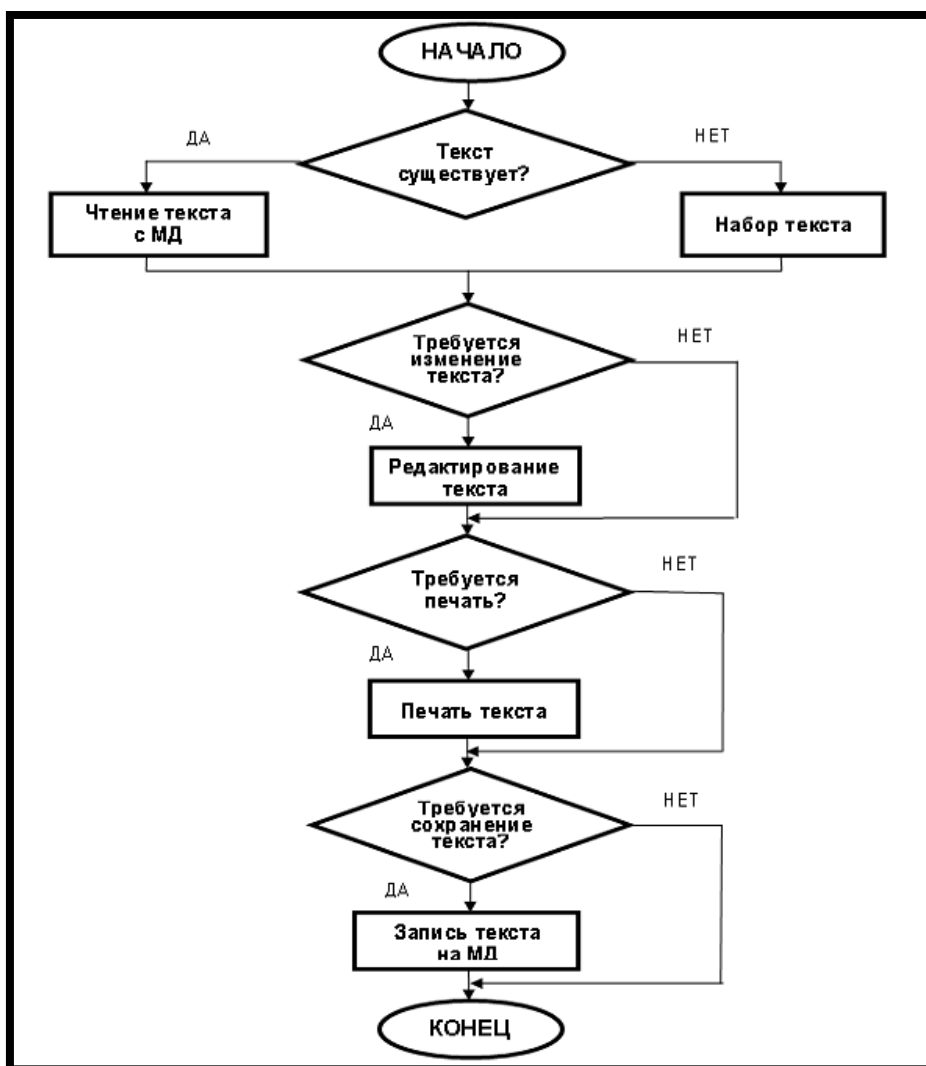 НАЧАЛО
ДА
НЕТ
Текст
существует?
Чтение текста
с МД
Набор текста
Требуется
изменение
текста?
НЕТ
ДА
Редактирование
текста
Требуется
печать?
НЕТ
ДА
Печать текста
Требуется
сохранение
текста?
НЕТ
ДА
Запись текста
на МД
КОНЕЦ